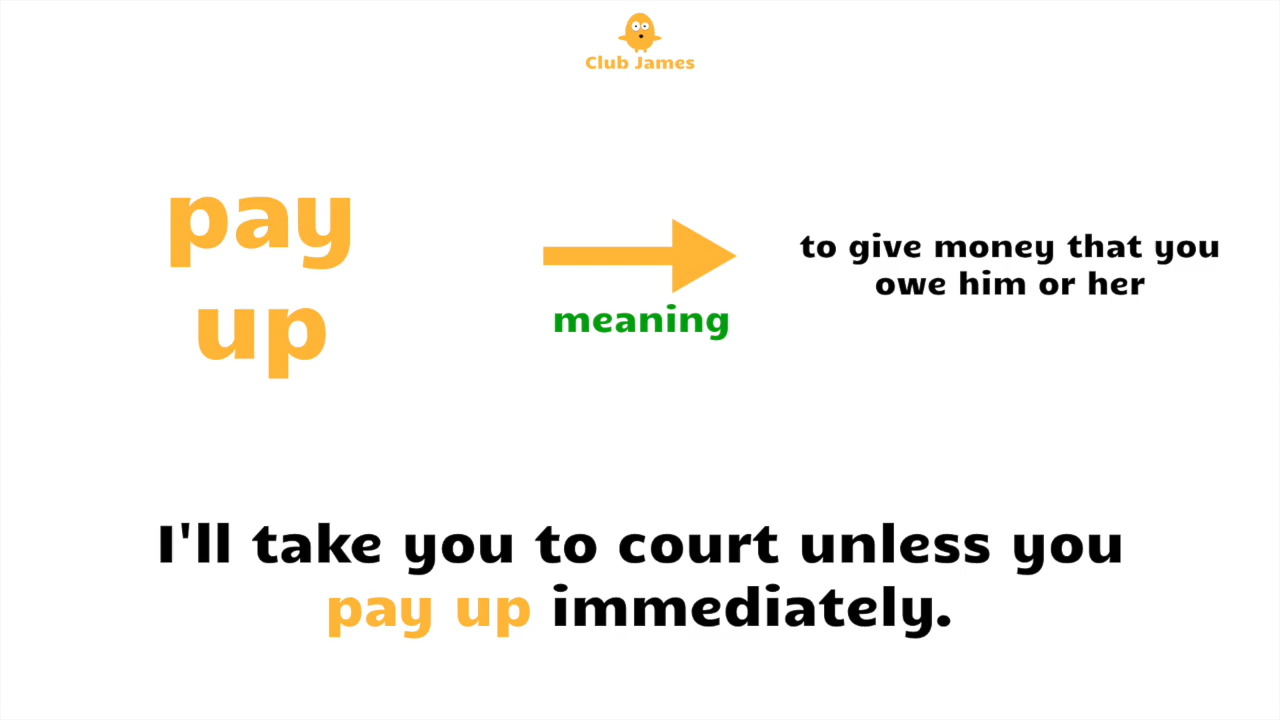 Club James
pay
up
meaning
to give money that you
owe him or her
I'll take you to court unless you
pay up immediately.